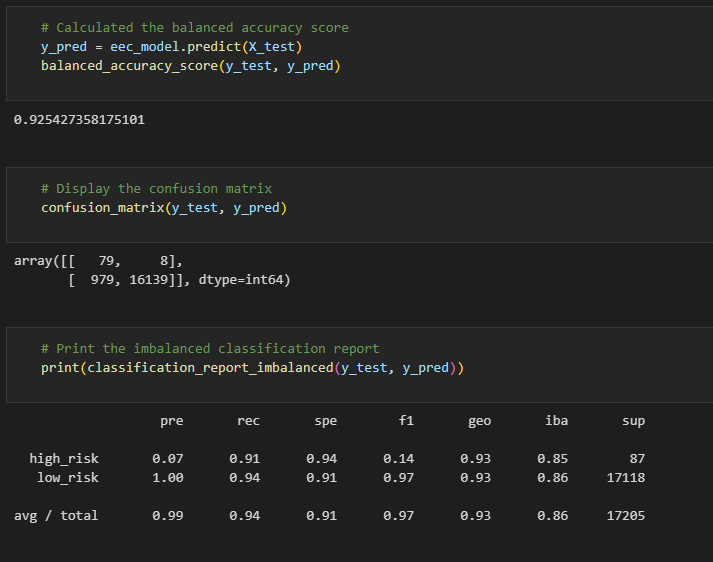 # Calculated the balanced accuracy score
y_pred = eec_model.predict(X_test)
balanced_accuracy_score(y_test, y_pred)
0.925427358175101
# Display the confusion matrix
confusion_matrix(y_test, y_pred)
array([[   79,     8],
       [  979, 16139]], dtype=int64)
# Print the imbalanced classification report
print(classification_report_imbalanced(y_test, y_pred))
                   pre       rec       spe        f1       geo       iba       sup
  high_risk       0.07      0.91      0.94      0.14      0.93      0.85        87
   low_risk       1.00      0.94      0.91      0.97      0.93      0.86     17118
avg / total       0.99      0.94      0.91      0.97      0.93      0.86     17205